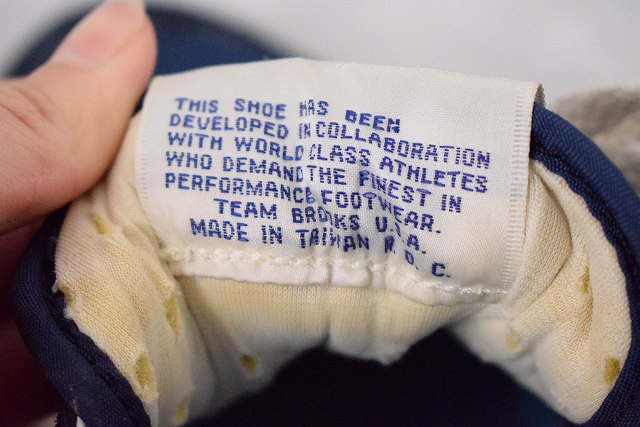 THIS SHOE HAS BEEN
DEVELOPED IN COLLABORATION
WITH WORLD CLASS ATHLETES
WHO DEMAND THE FINEST IN
PERFORMANCE FOOTWEAR.
TEAM BROOKS U.S.A.
MADE IN TAIWAN R.O.C.